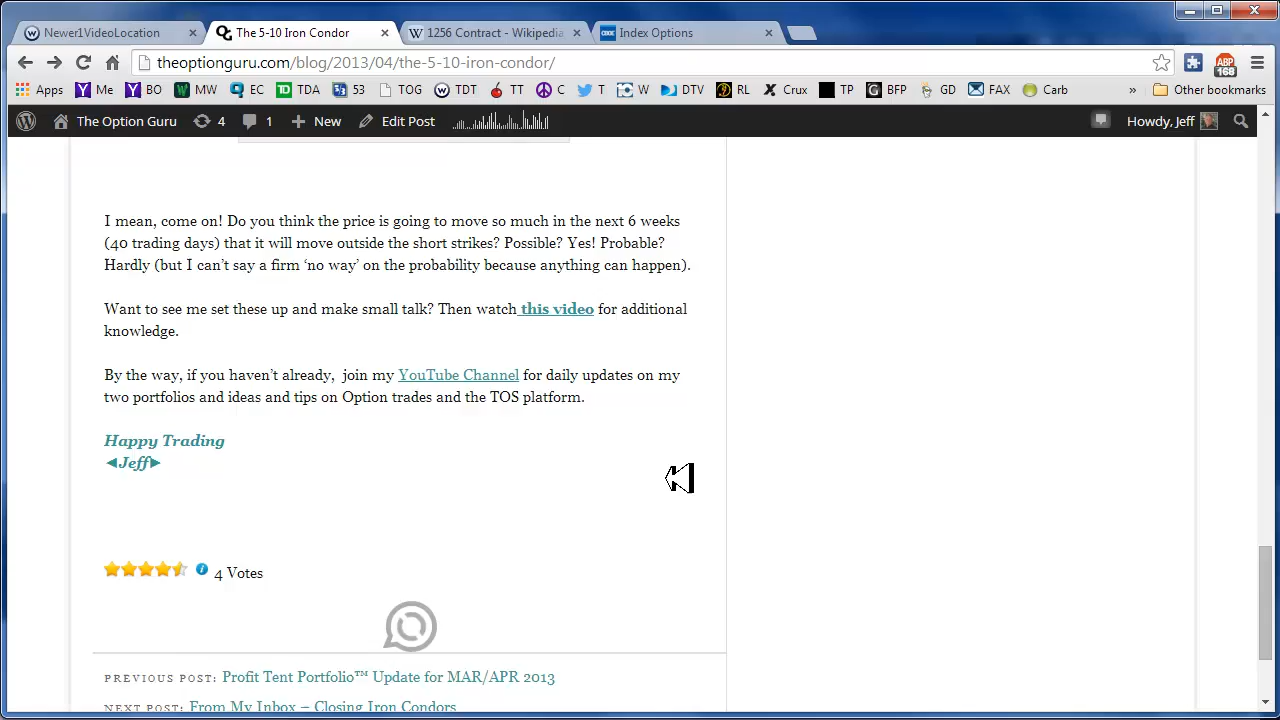 Newer1VideoLocation
The 5-10 Iron Condor
1256 Contract - Wikipedia
CBOE Index Options
theoptionguru.com/blog/2013/04/the-5-10-iron-condor/
ABP 168
Apps Me BO MW EC TDA 53 TOG TDT TT C T W DTV RL Crux TP BFP GD FAX Carb » Other bookmarks
The Option Guru 4 1 New Edit Post Howdy, Jeff
I mean, come on! Do you think the price is going to move so much in the next 6 weeks
(40 trading days) that it will move outside the short strikes? Possible? Yes! Probable?
Hardly (but I can't say a firm 'no way' on the probability because anything can happen).
Want to see me set these up and make small talk? Then watch this video for additional
knowledge.
By the way, if you haven't already, join my YouTube Channel for daily updates on my
two portfolios and ideas and tips on Option trades and the TOS platform.
Happy Trading
◄Jeff►
4 Votes
PREVIOUS POST: Profit Tent Portfolio™ Update for MAR/APR 2013
NEXT POST: From My Inbox – Closing Iron Condors